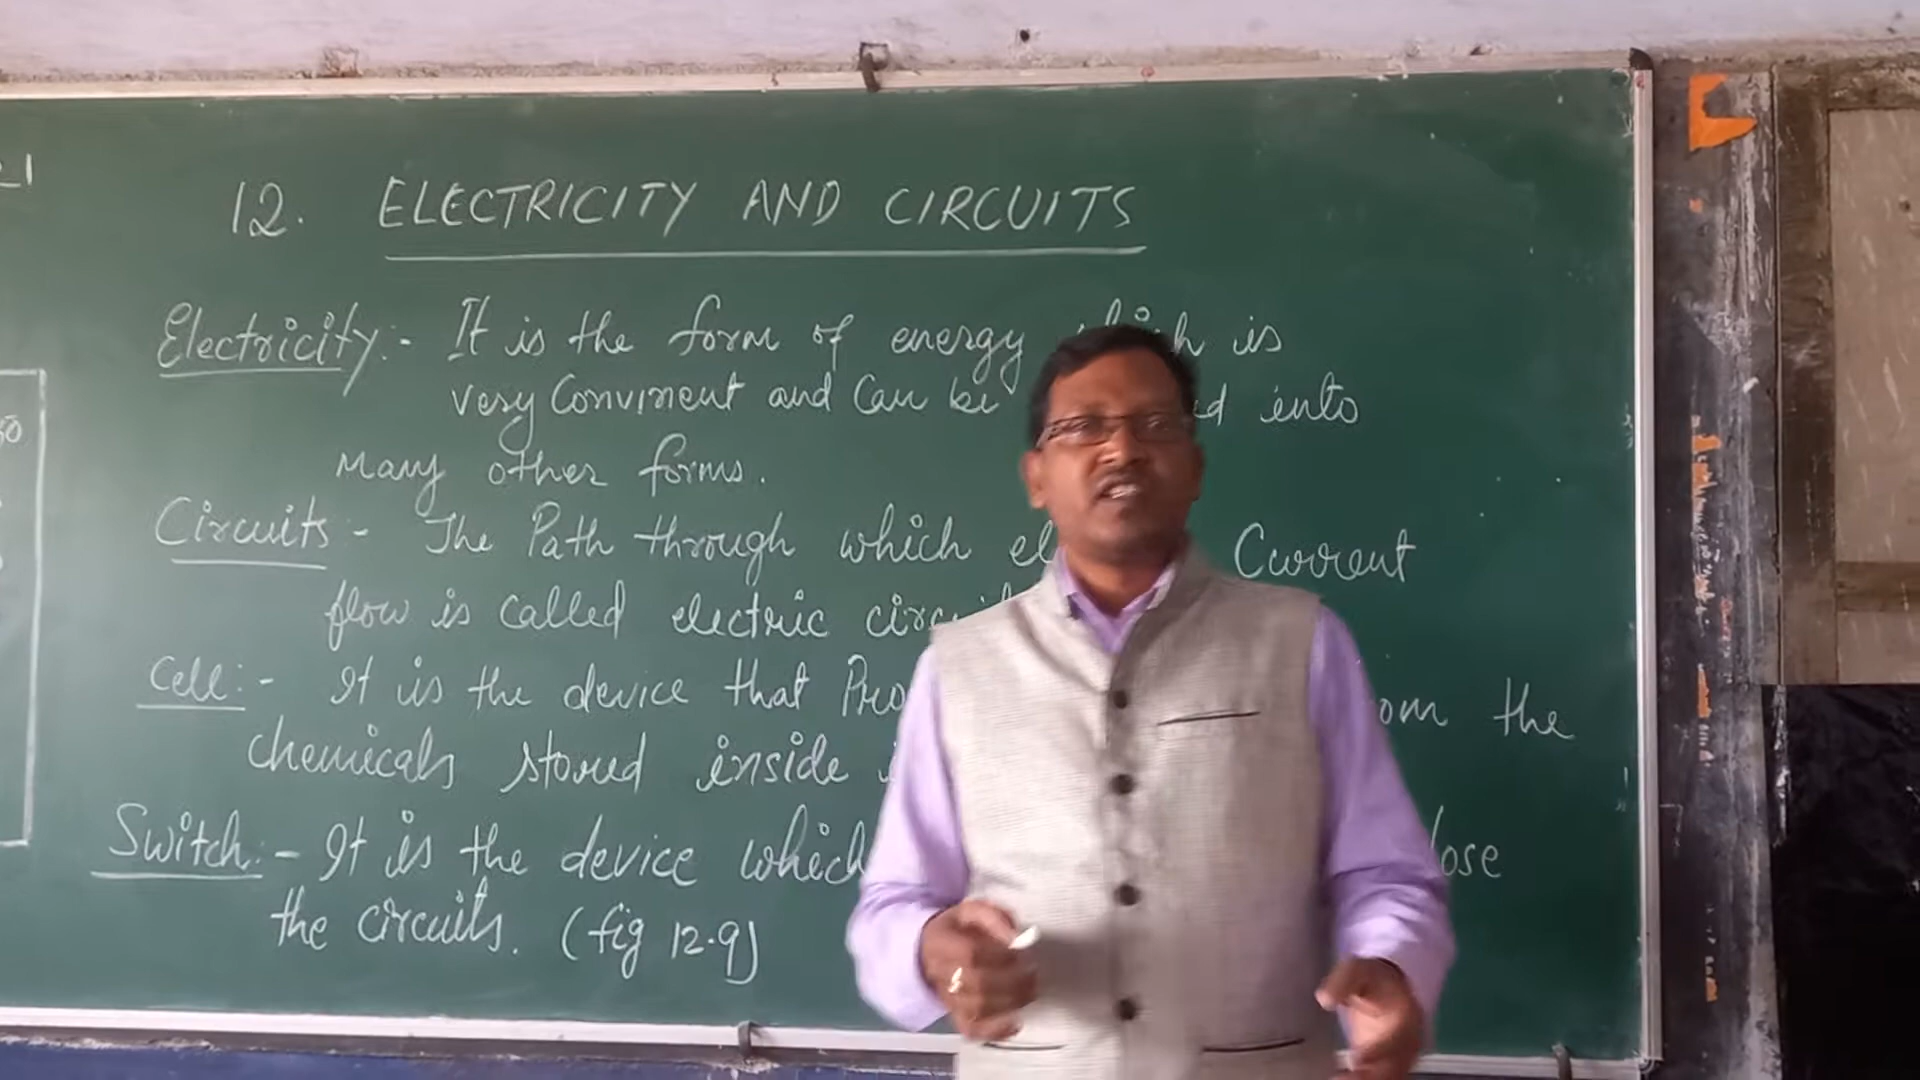 12. ELECTRICITY AND CIRCUITS
Electricity:- It is the form of energy which is
very Convinent and Can be into
Many other forms.
Circuits - The Path through which Current
flow is called electric
Cell:- It is the device that the
chemicals stored inside
Switch:- It is the device which
the circuits. (fig 12.9)